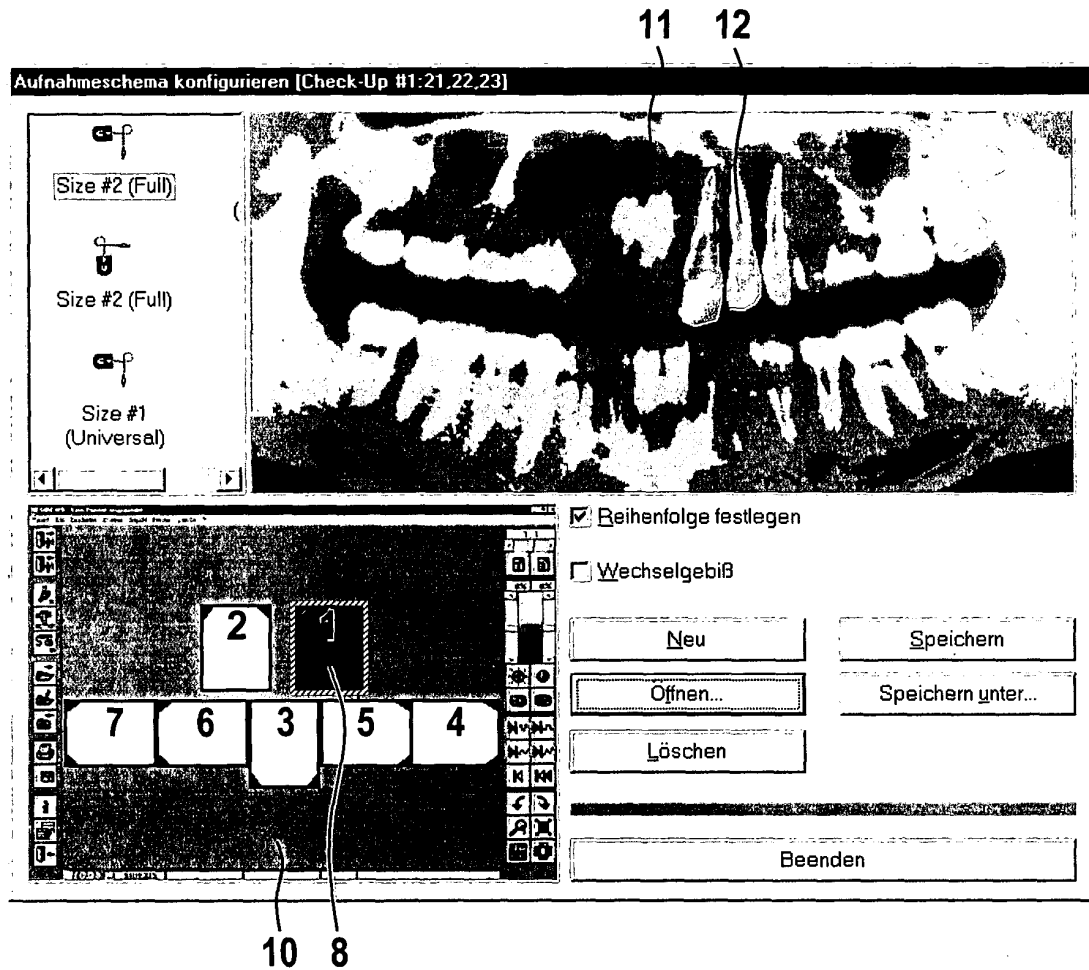 11 12
Aufnahmeschema konfigurieren [Check-Up #1:21,22,23]
Size #2 (Full)
Size #2 (Full)
Size #1
(Universal)
Reihenfolge festlegen
Wechselgebiß
Neu
Speichern
Öffnen...
Speichern unter...
Löschen
Beenden
2 1
7 6 3 5 4
10 8